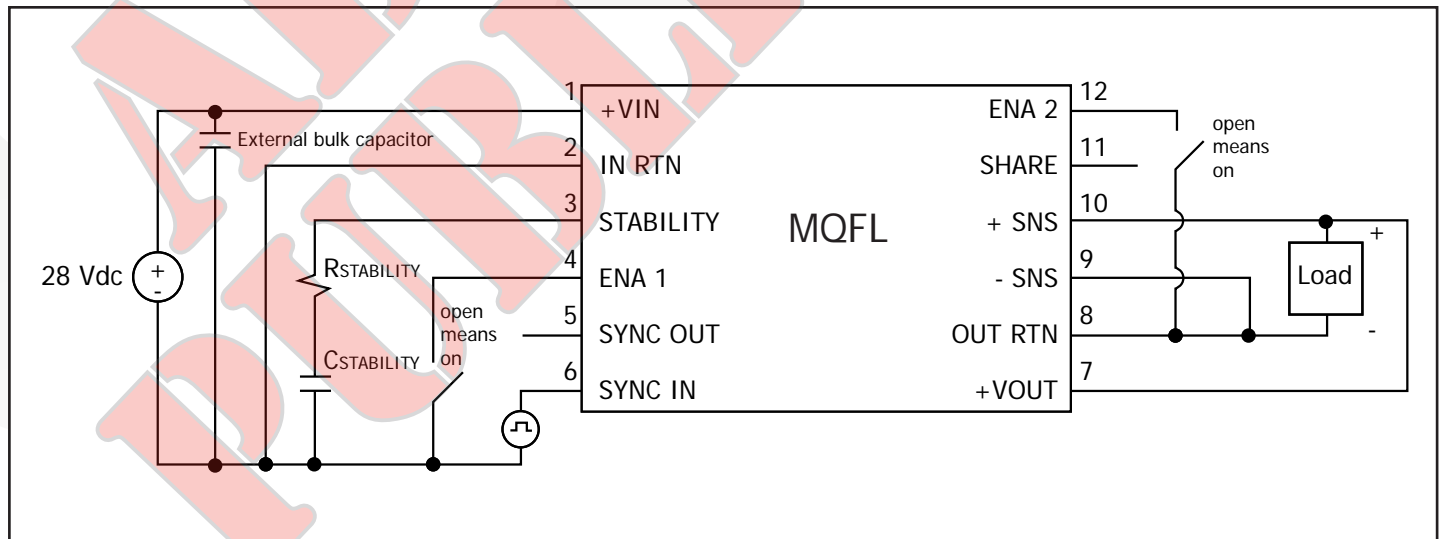 1
+VIN
External bulk capacitor
2
IN RTN
3
STABILITY
28 Vdc
+
-
RSTABILITY
4
ENA 1
open
means
on
5
SYNC OUT
CSTABILITY
6
SYNC IN
MQFL
12
ENA 2
open
means
on
11
SHARE
10
+ SNS
+
Load
-
9
- SNS
8
OUT RTN
7
+VOUT